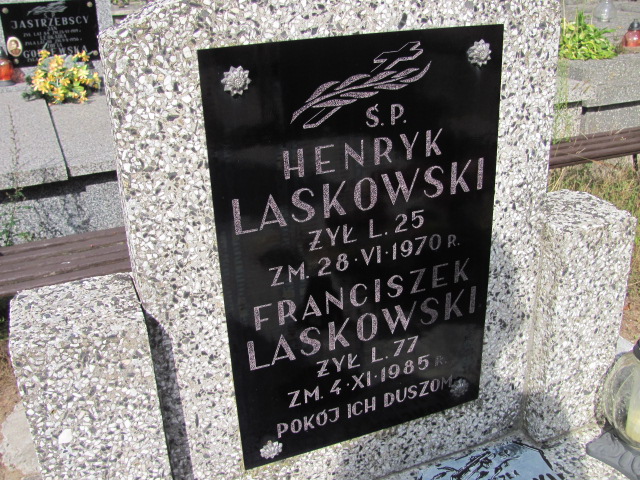 JASTRZĘBSCY
Ś.P.
HENRYK
LASKOWSKI
ŻYŁ L. 25
ZM. 28·VI·1970 R.
FRANCISZEK
LASKOWSKI
ŻYŁ L. 77
ZM. 4·XI·1985 R.
POKÓJ ICH DUSZOM